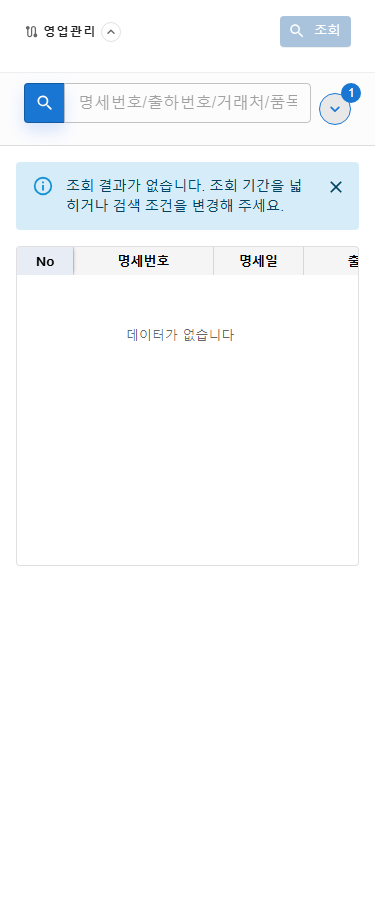 영업관리
조회
명세번호/출하번호/거래처/품목
1
조회 결과가 없습니다. 조회 기간을 넓
히거나 검색 조건을 변경해 주세요.
No 명세번호 명세일 출
데이터가 없습니다